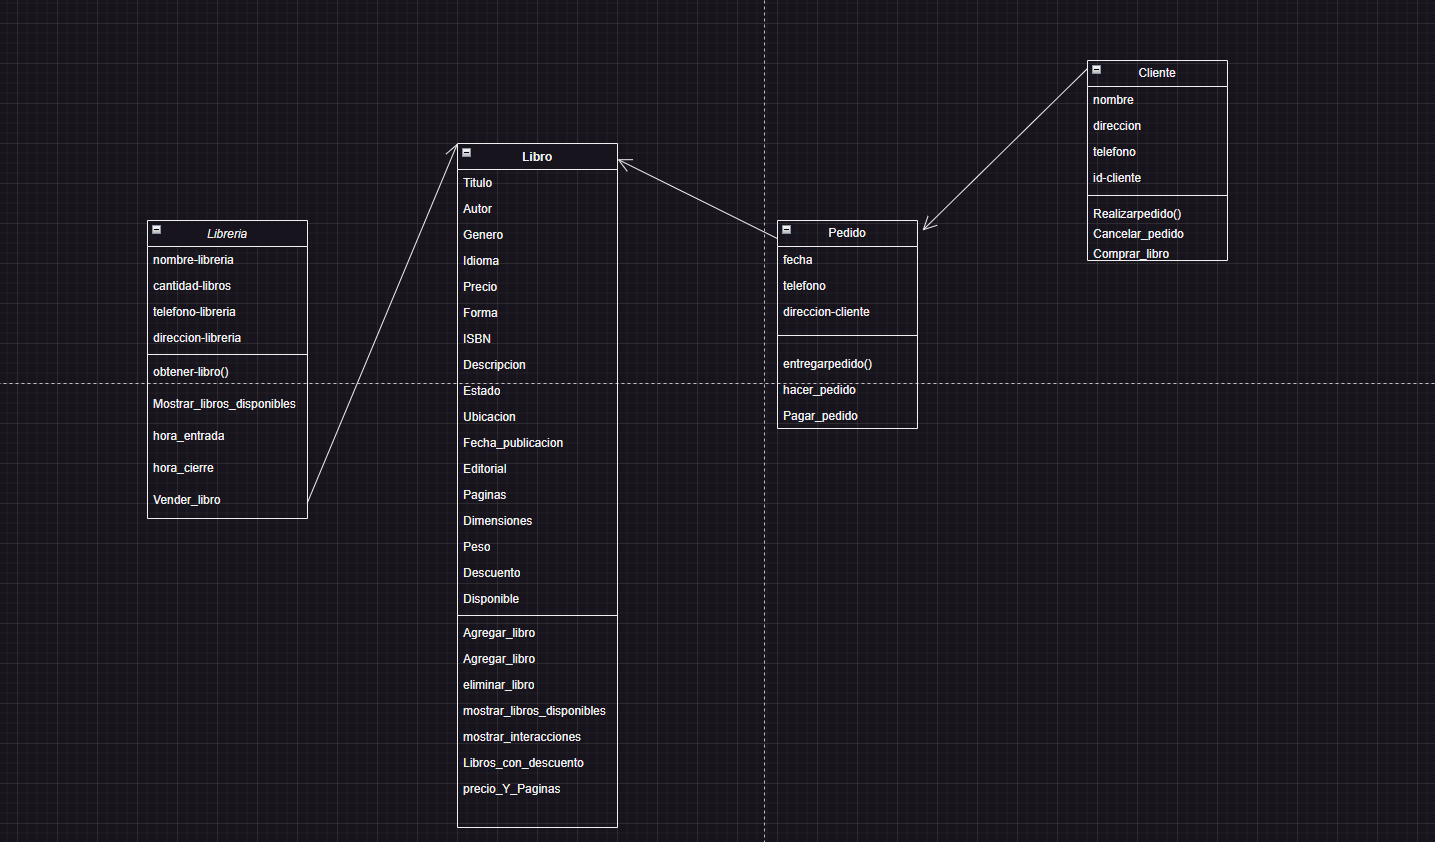 Libreria
nombre-libreria
cantidad-libros
telefono-libreria
direccion-libreria
obtener-libro()
Mostrar_libros_disponibles
hora_entrada
hora_cierre
Vender_libro
Libro
Titulo
Autor
Genero
Idioma
Precio
Forma
ISBN
Descripcion
Estado
Ubicacion
Fecha_publicacion
Editorial
Paginas
Dimensiones
Peso
Descuento
Disponible
Agregar_libro
Agregar_libro
eliminar_libro
mostrar_libros_disponibles
mostrar_interacciones
Libros_con_descuento
precio_Y_Paginas
Pedido
fecha
telefono
direccion-cliente
entregarpedido()
hacer_pedido
Pagar_pedido
Cliente
nombre
direccion
telefono
id-cliente
Realizarpedido()
Cancelar_pedido
Comprar_libro